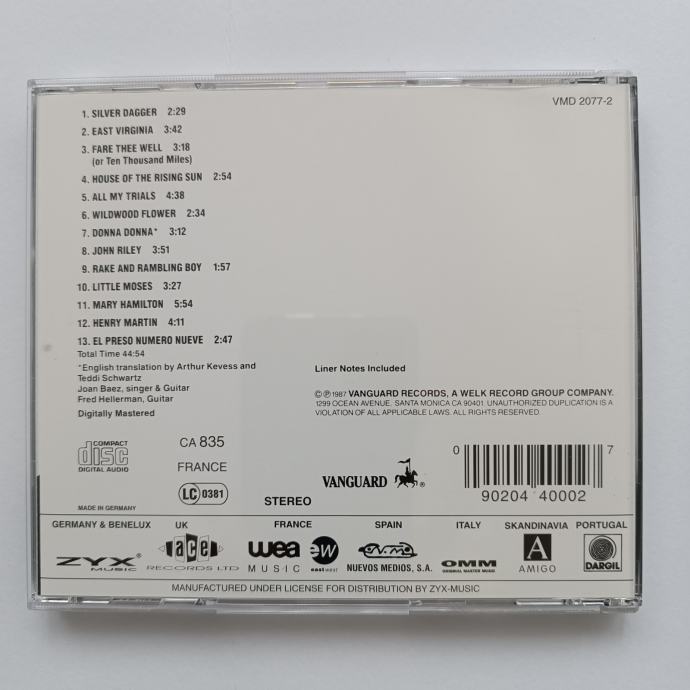 VMD 2077-2
1. SILVER DAGGER 2:29
2. EAST VIRGINIA 3:42
3. FARE THEE WELL 3:18
(or Ten Thousand Miles)
4. HOUSE OF THE RISING SUN 2:54
5. ALL MY TRIALS 4:38
6. WILDWOOD FLOWER 2:34
7. DONNA DONNA* 3:12
8. JOHN RILEY 3:51
9. RAKE AND RAMBLING BOY 1:57
10. LITTLE MOSES 3:27
11. MARY HAMILTON 5:54
12. HENRY MARTIN 4:11
13. EL PRESO NUMERO NUEVE 2:47
Total Time 44:54
*English translation by Arthur Kevess and
Teddi Schwartz
Joan Baez, singer & Guitar
Fred Hellerman, Guitar
Digitally Mastered
Liner Notes Included
©℗1987 VANGUARD RECORDS, A WELK RECORD GROUP COMPANY.
1299 OCEAN AVENUE, SANTA MONICA CA 90401. UNAUTHORIZED DUPLICATION IS A
VIOLATION OF ALL APPLICABLE LAWS. ALL RIGHTS RESERVED.
COMPACT
disc
DIGITAL AUDIO
CA 835
FRANCE
LC 0381
STEREO
VANGUARD ®
0 90204 40002 7
MADE IN GERMANY
GERMANY & BENELUX UK FRANCE SPAIN ITALY SKANDINAVIA PORTUGAL
ZYX®
MUSIC
ace
RECORDS LTD
wea
MUSIC
ew
east west
NUEVOS MEDIOS, S.A.
OMM
ORIGINAL MASTER MUSIC
A
AMIGO
DARGIL
MANUFACTURED UNDER LICENSE FOR DISTRIBUTION BY ZYX-MUSIC